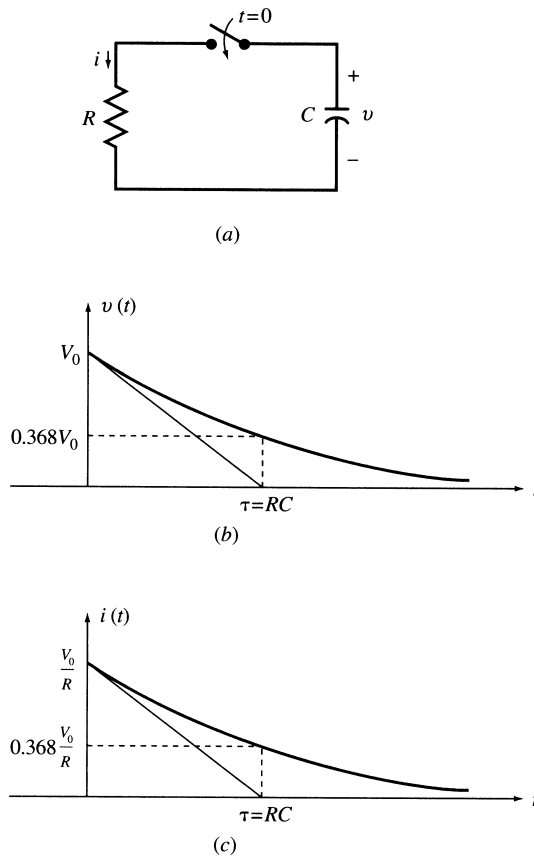 t=0
i
+
R
C
υ
−
(a)
υ (t)
V₀
0.368V₀
τ=RC
(b)
i (t)
V₀
R
0.368 V₀
R
τ=RC
(c)